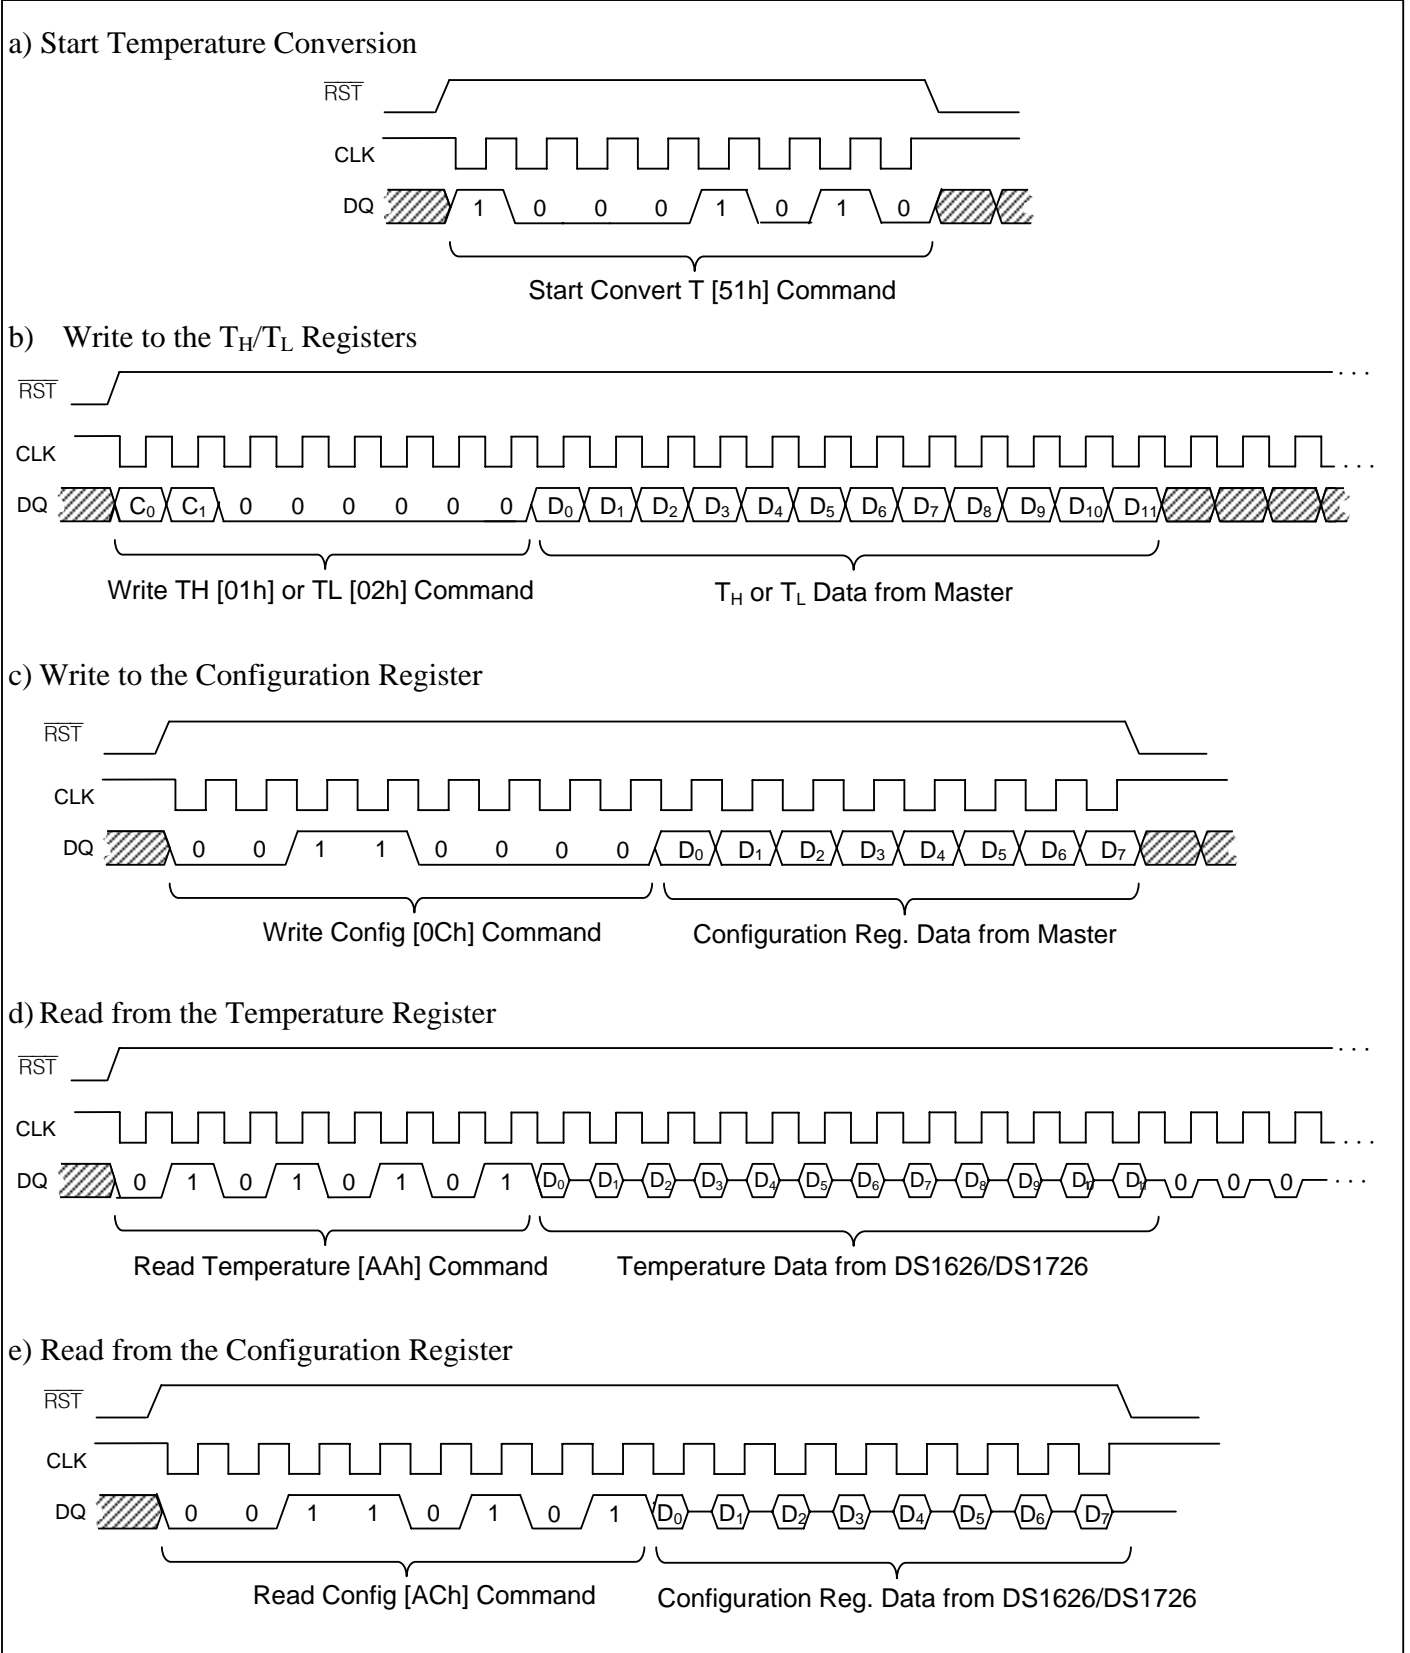 a) Start Temperature Conversion
RST
CLK
DQ 1 0 0 0 1 0 1 0
Start Convert T [51h] Command
b) Write to the TH/TL Registers
RST . . .
CLK . . .
DQ C0 C1 0 0 0 0 0 0 D0 D1 D2 D3 D4 D5 D6 D7 D8 D9 D10 D11
Write TH [01h] or TL [02h] Command TH or TL Data from Master
c) Write to the Configuration Register
RST
CLK
DQ 0 0 1 1 0 0 0 0 D0 D1 D2 D3 D4 D5 D6 D7
Write Config [0Ch] Command Configuration Reg. Data from Master
d) Read from the Temperature Register
RST . . .
CLK . . .
DQ 0 1 0 1 0 1 0 1 D0 D1 D2 D3 D4 D5 D6 D7 D8 D9 D10 D11 0 0 0 . . .
Read Temperature [AAh] Command Temperature Data from DS1626/DS1726
e) Read from the Configuration Register
RST
CLK
DQ 0 0 1 1 0 1 0 1 D0 D1 D2 D3 D4 D5 D6 D7
Read Config [ACh] Command Configuration Reg. Data from DS1626/DS1726